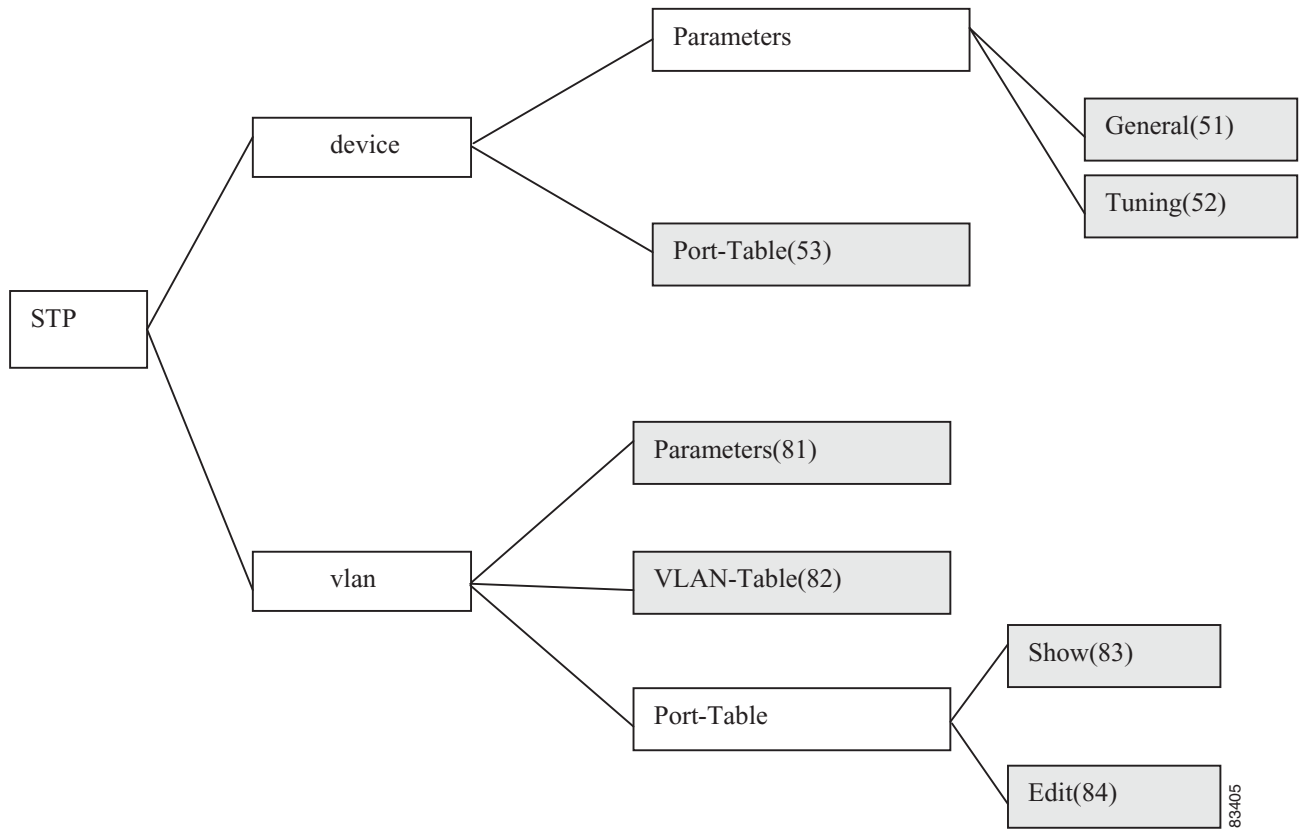 Parameters
General(51)
device
Tuning(52)
Port-Table(53)
STP
Parameters(81)
vlan
VLAN-Table(82)
Show(83)
Port-Table
Edit(84)
83405